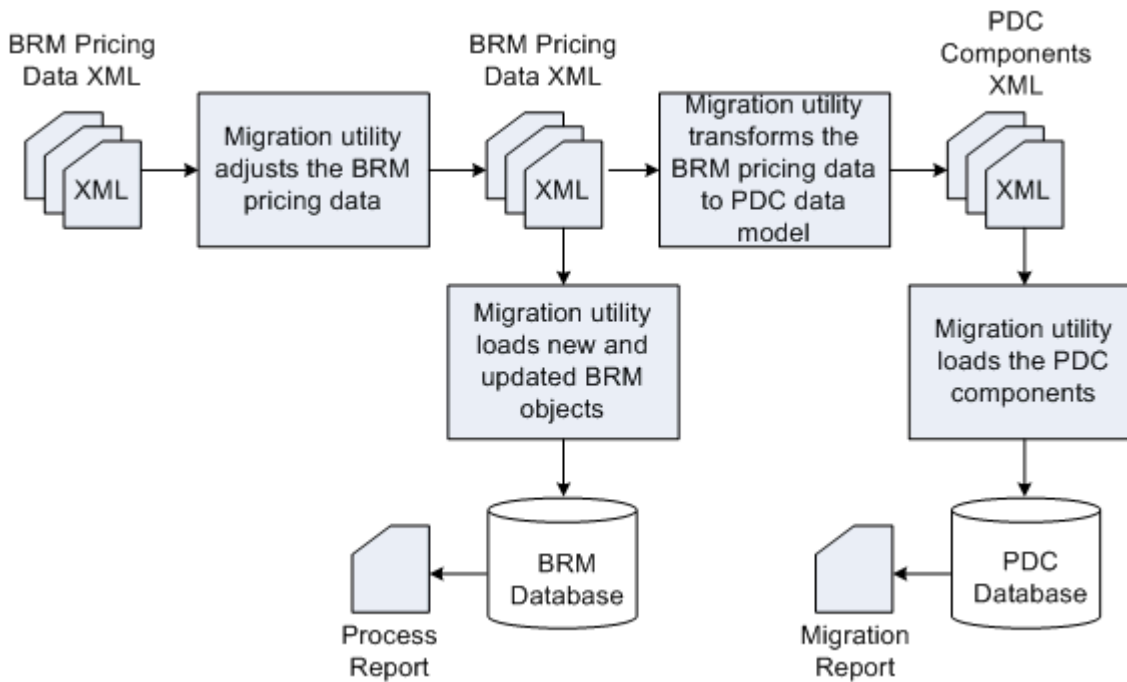 BRM Pricing
Data XML
XML
Migration utility
adjusts the BRM
pricing data
BRM Pricing
Data XML
XML
Migration utility
transforms the
BRM pricing data
to PDC data
model
PDC
Components
XML
XML
Migration utility
loads new and
updated BRM
objects
Migration utility
loads the PDC
components
BRM
Database
Process
Report
PDC
Database
Migration
Report